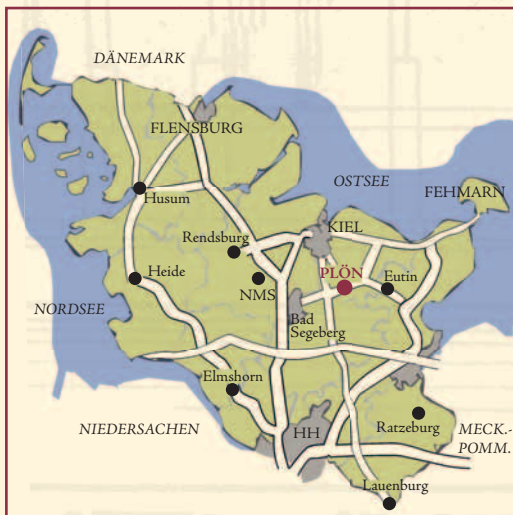 DÄNEMARK
FLENSBURG
OSTSEE
FEHMARN
Husum
KIEL
Rendsburg
PLÖN
Heide
NMS
Eutin
NORDSEE
Bad
Segeberg
Elmshorn
NIEDERSACHEN
HH
Ratzeburg
MECK.-
POMM.
Lauenburg